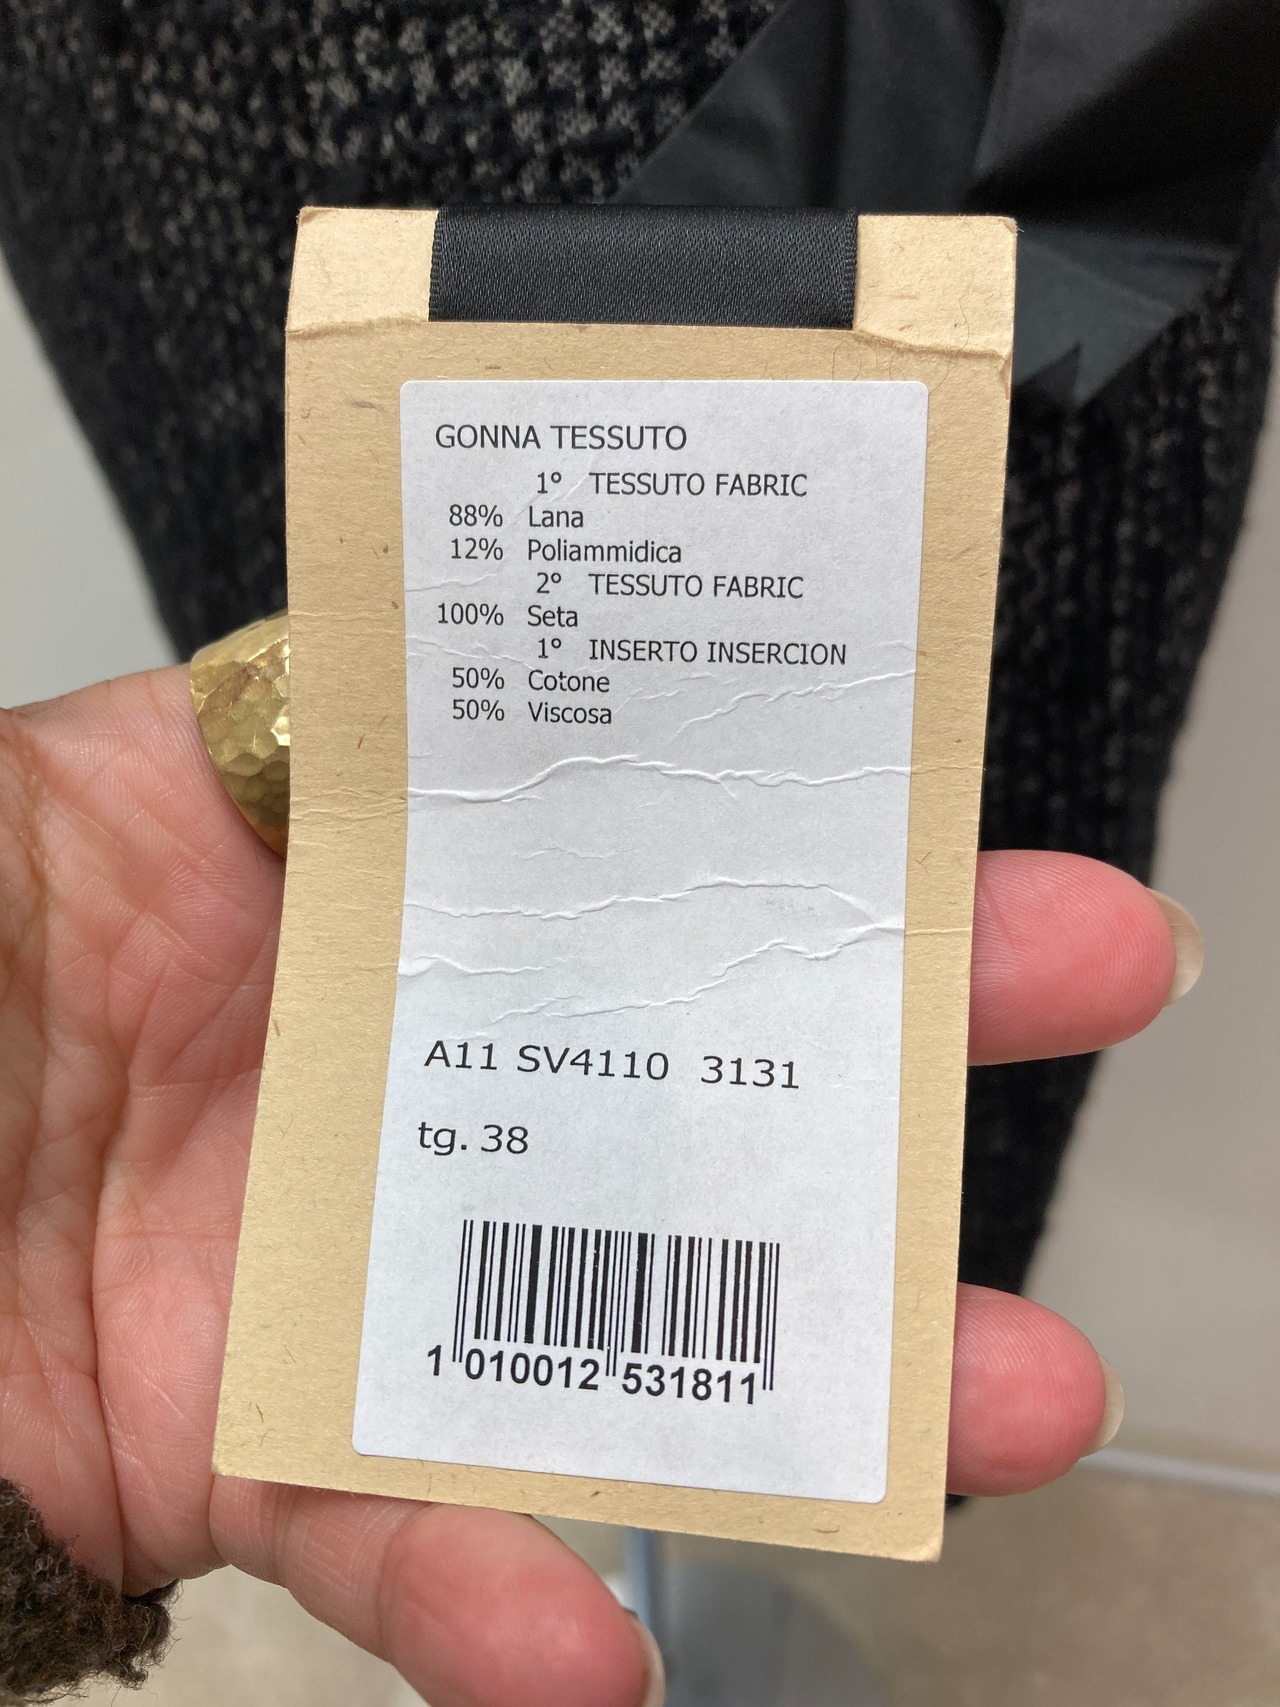 GONNA TESSUTO
1° TESSUTO FABRIC
88% Lana
12% Poliammidica
2° TESSUTO FABRIC
100% Seta
1° INSERTO INSERCION
50% Cotone
50% Viscosa
A11 SV4110 3131
tg. 38
1 010012 531811